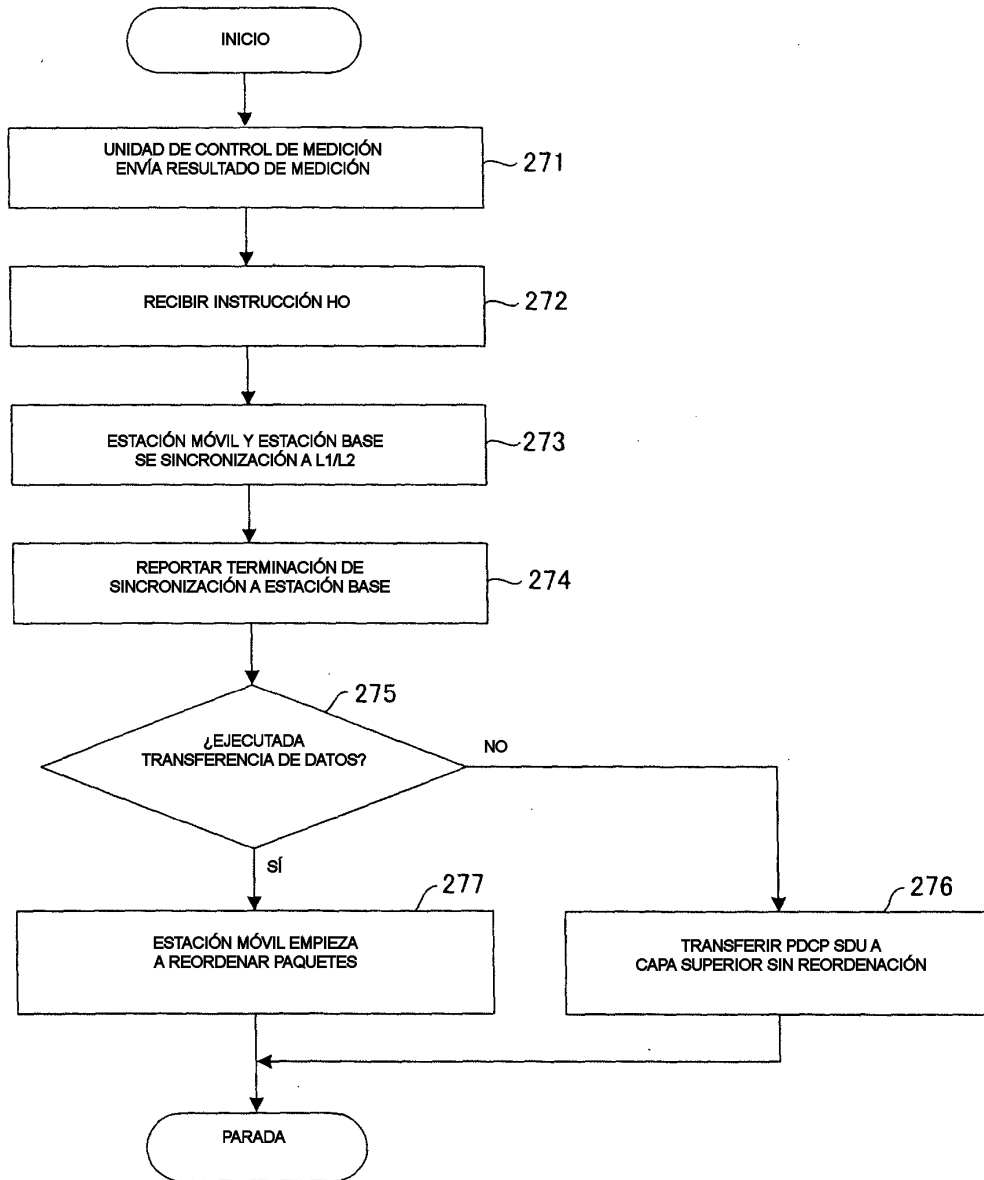 INICIO
UNIDAD DE CONTROL DE MEDICIÓN
ENVÍA RESULTADO DE MEDICIÓN
271
RECIBIR INSTRUCCIÓN HO
272
ESTACIÓN MÓVIL Y ESTACIÓN BASE
SE SINCRONIZACIÓN A L1/L2
273
REPORTAR TERMINACIÓN DE
SINCRONIZACIÓN A ESTACIÓN BASE
274
275
¿EJECUTADA
TRANSFERENCIA DE DATOS?
NO
SÍ
277
276
ESTACIÓN MÓVIL EMPIEZA
A REORDENAR PAQUETES
TRANSFERIR PDCP SDU A
CAPA SUPERIOR SIN REORDENACIÓN
PARADA